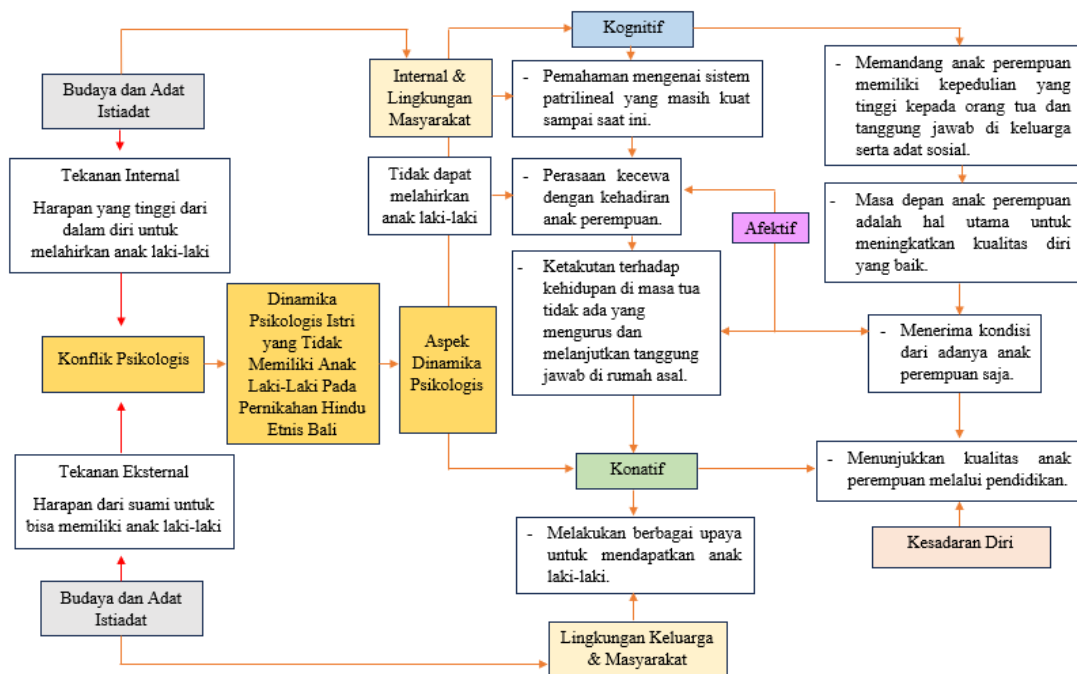 Budaya dan Adat
Istiadat
Tekanan Internal
Harapan yang tinggi dari
dalam diri untuk
melahirkan anak laki-laki
Konflik Psikologis
Tekanan Eksternal
Harapan dari suami untuk
bisa memiliki anak laki-laki
Budaya dan Adat
Istiadat
Dinamika
Psikologis Istri
yang Tidak
Memiliki Anak
Laki-Laki Pada
Pernikahan Hindu
Etnis Bali
Internal &
Lingkungan
Masyarakat
Tidak dapat
melahirkan
anak laki-laki
Aspek
Dinamika
Psikologis
Kognitif
- Pemahaman mengenai sistem
patrilineal yang masih kuat
sampai saat ini.
- Perasaan kecewa
dengan kehadiran
anak perempuan.
- Ketakutan terhadap
kehidupan di masa tua
tidak ada yang
mengurus dan
melanjutkan tanggung
jawab di rumah asal.
Konatif
- Melakukan berbagai upaya
untuk mendapatkan anak
laki-laki.
Lingkungan Keluarga
& Masyarakat
Afektif
- Memandang anak perempuan
memiliki kepedulian yang
tinggi kepada orang tua dan
tanggung jawab di keluarga
serta adat sosial.
- Masa depan anak perempuan
adalah hal utama untuk
meningkatkan kualitas diri
yang baik.
- Menerima kondisi
dari adanya anak
perempuan saja.
- Menunjukkan kualitas anak
perempuan melalui pendidikan.
Kesadaran Diri